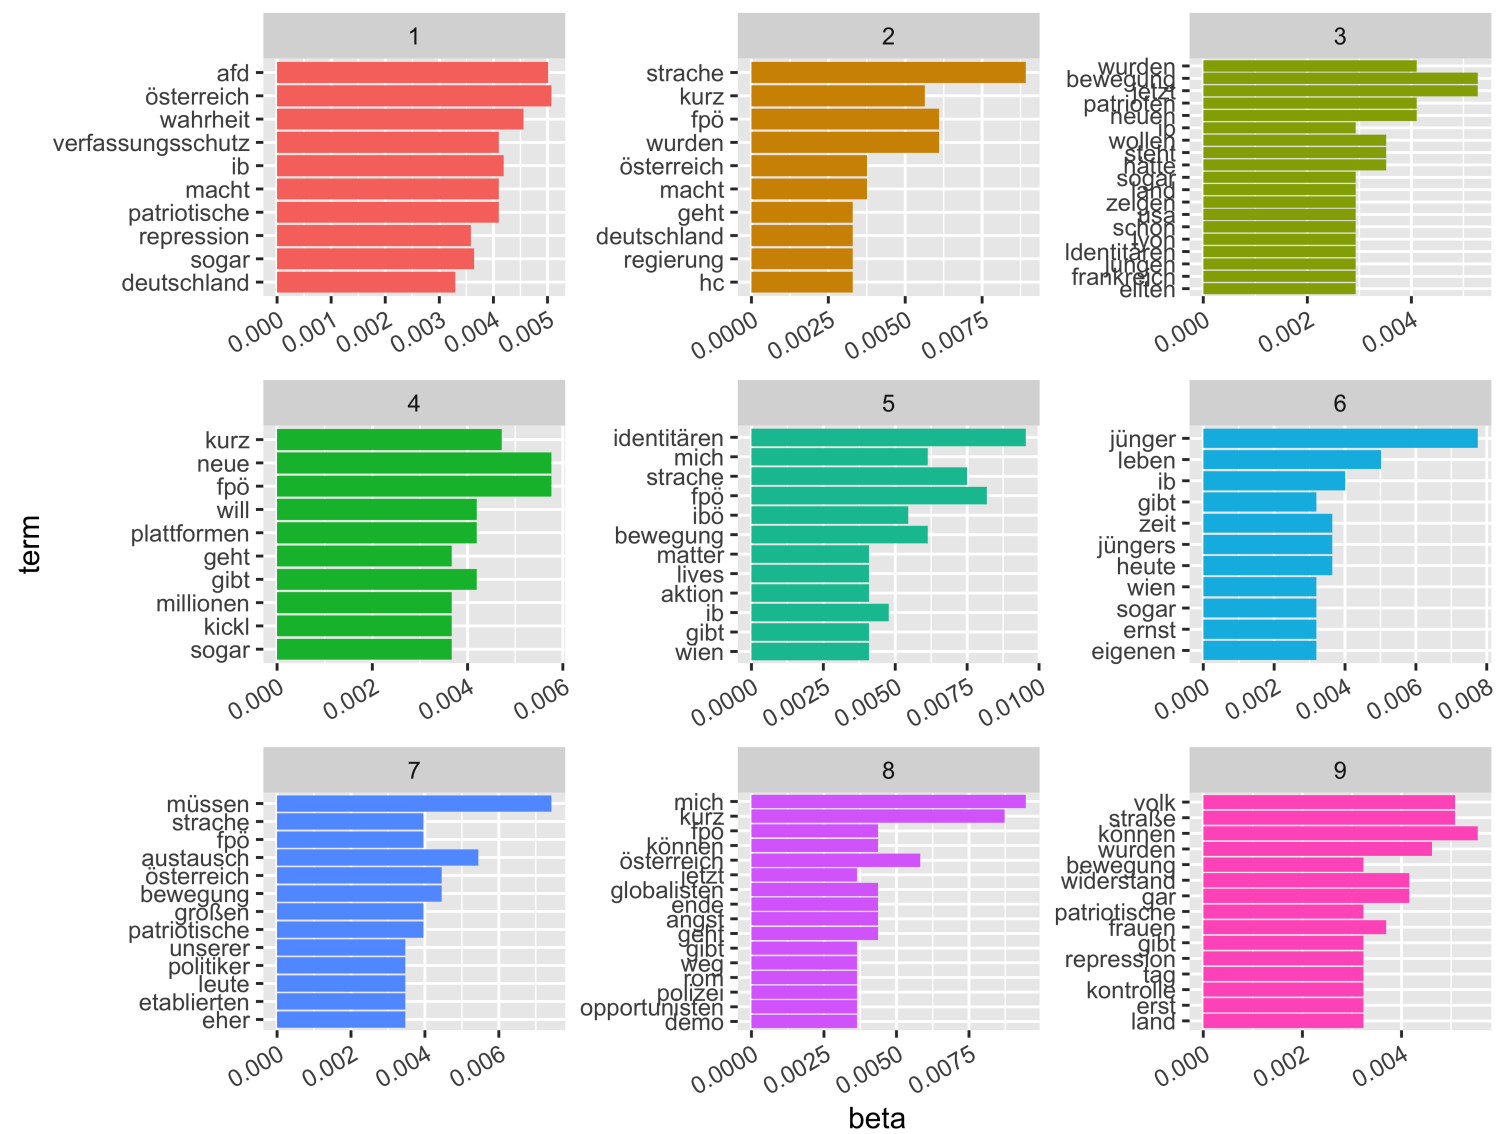 1
afd
österreich
wahrheit
verfassungsschutz
ib
macht
patriotische
repression
sogar
deutschland
0.000 0.001 0.002 0.003 0.004 0.005
2
strache
kurz
fpö
wurden
österreich
macht
geht
deutschland
regierung
hc
0.0000 0.0025 0.0050 0.0075
3
wurden
bewegung
jetzt
patrioten
neuen
ib
wollen
steht
hätte
sogar
land
zeigen
usa
schon
lyon
Identitären
jungen
frankreich
eliten
0.000 0.002 0.004
4
kurz
neue
fpö
will
plattformen
geht
gibt
millionen
kickl
sogar
0.000 0.002 0.004 0.006
5
identitären
mich
strache
fpö
ibö
bewegung
matter
lives
aktion
ib
gibt
wien
0.0000 0.0025 0.0050 0.0075 0.0100
6
jünger
leben
ib
gibt
zeit
jüngers
heute
wien
sogar
ernst
eigenen
0.000 0.002 0.004 0.006 0.008
7
müssen
strache
fpö
austausch
österreich
bewegung
großen
patriotische
unserer
politiker
leute
etablierten
eher
0.000 0.002 0.004 0.006
8
mich
kurz
fpö
können
österreich
jetzt
globalisten
ende
angst
geht
gibt
weg
rom
polizei
opportunisten
demo
0.0000 0.0025 0.0050 0.0075
9
volk
straße
können
wurden
bewegung
widerstand
gar
patriotische
frauen
gibt
repression
tag
kontrolle
erst
land
0.000 0.002 0.004
term
beta